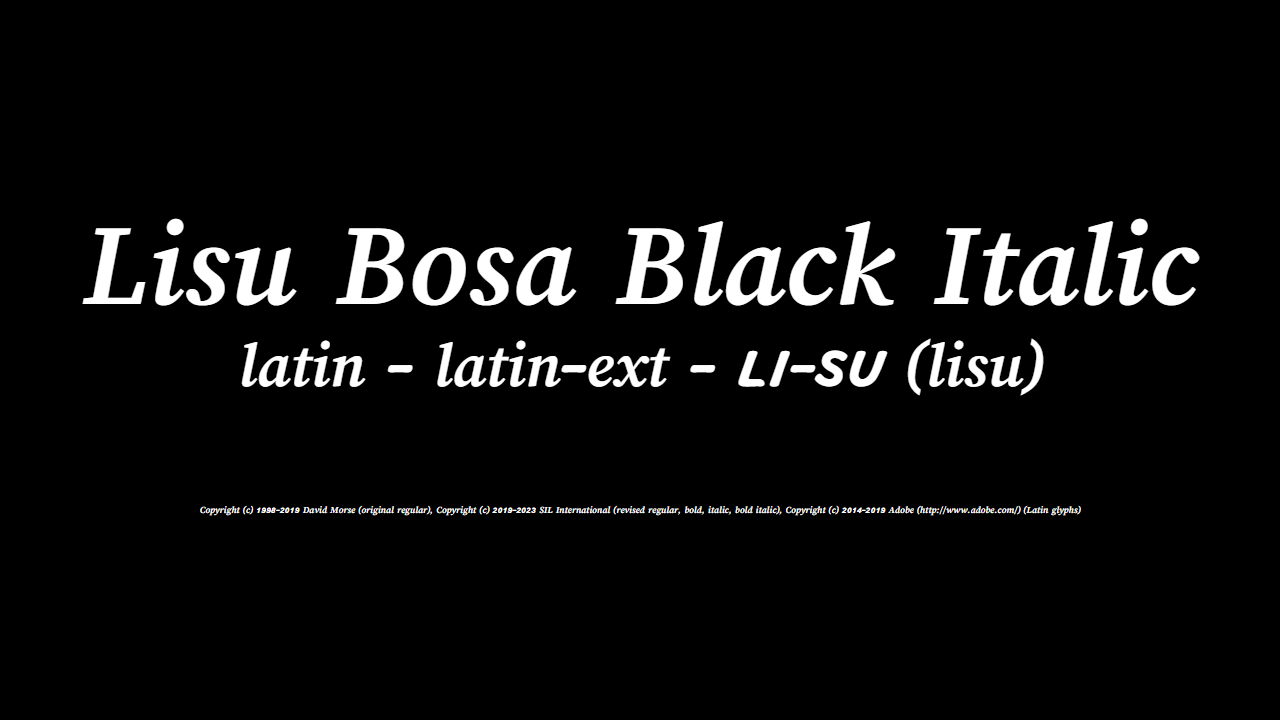 Lisu Bosa Black Italic
latin - latin-ext - ꓡꓲ-ꓢꓴ (lisu)
Copyright (c) 1998-2019 David Morse (original regular), Copyright (c) 2019-2023 SIL International (revised regular, bold, italic, bold italic), Copyright (c) 2014-2019 Adobe (http://www.adobe.com/) (Latin glyphs)